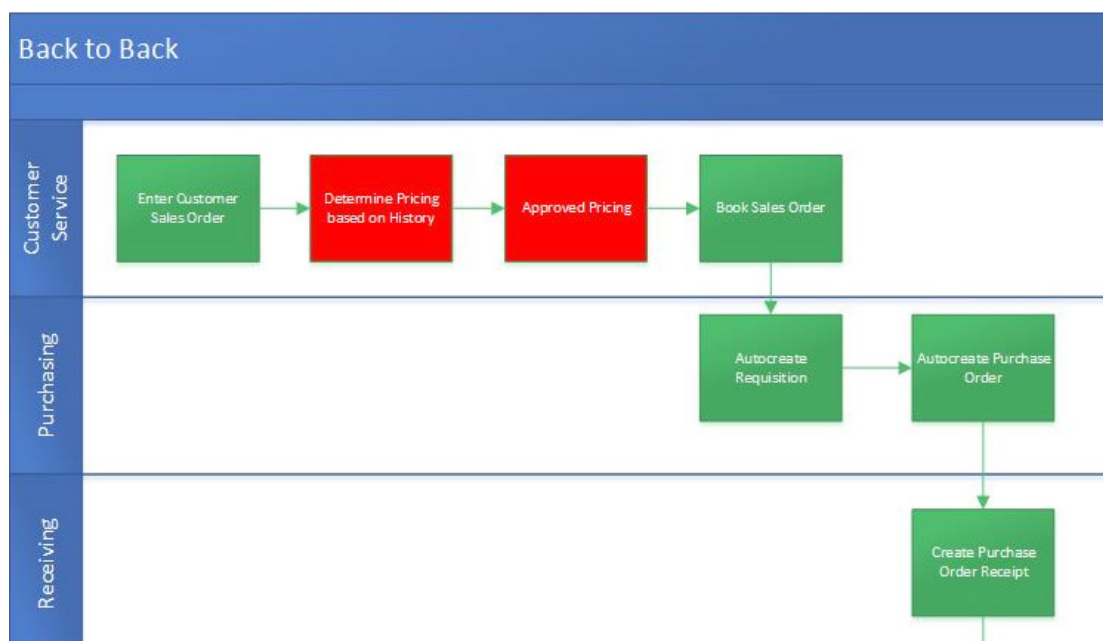 Back to Back
Customer
Service
Enter Customer
Sales Order
Determine Pricing
based on History
Approved Pricing
Book Sales Order
Purchasing
Autocreate
Requisition
Autocreate Purchase
Order
Receiving
Create Purchase
Order Receipt